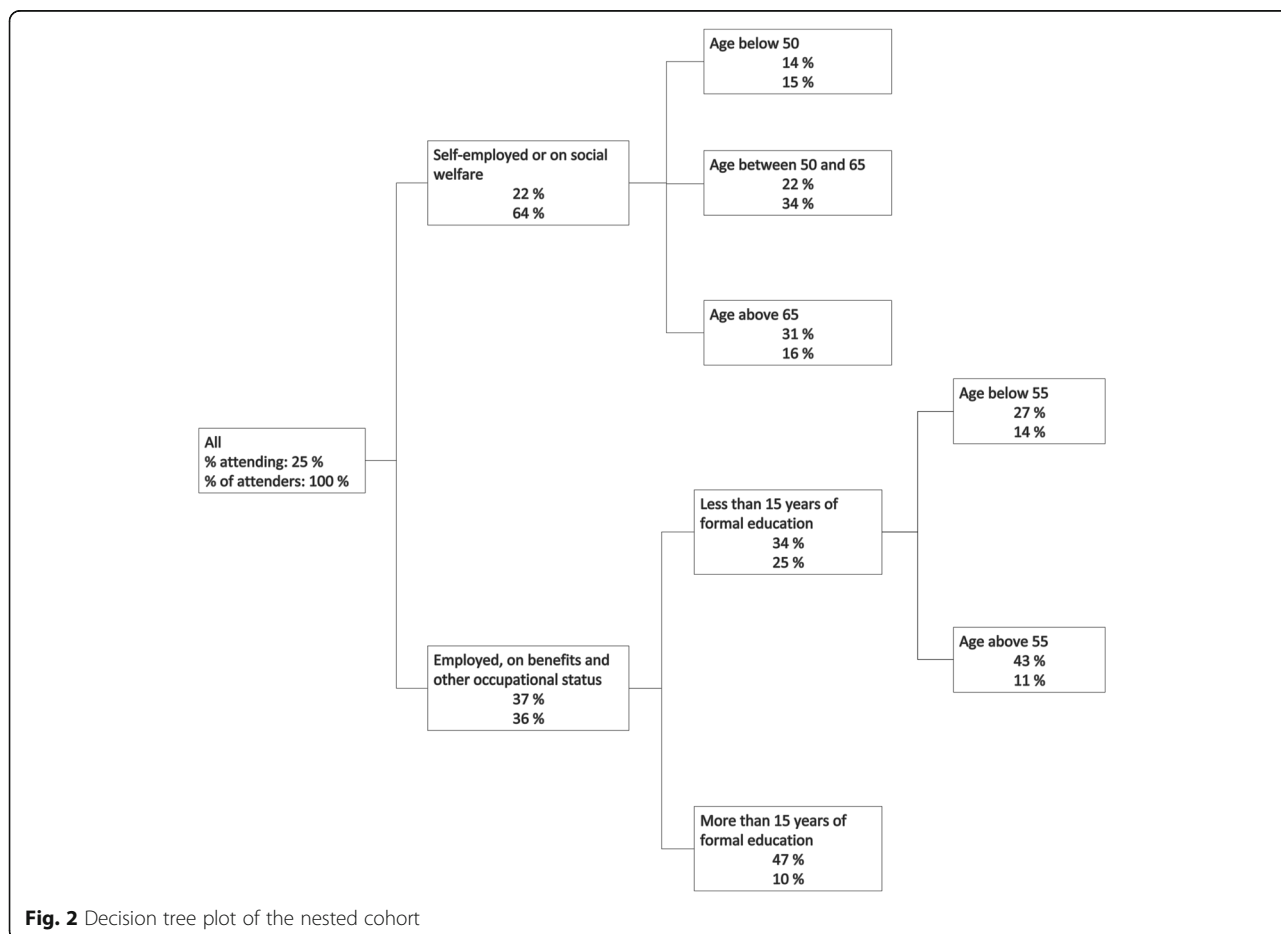 Age below 50
14 %
15 %
Self-employed or on social
welfare
22 %
64 %
Age between 50 and 65
22 %
34 %
Age above 65
31 %
16 %
All
% attending: 25 %
% of attenders: 100 %
Age below 55
27 %
14 %
Less than 15 years of
formal education
34 %
25 %
Age above 55
43 %
11 %
Employed, on benefits and
other occupational status
37 %
36 %
More than 15 years of
formal education
47 %
10 %
Fig. 2 Decision tree plot of the nested cohort